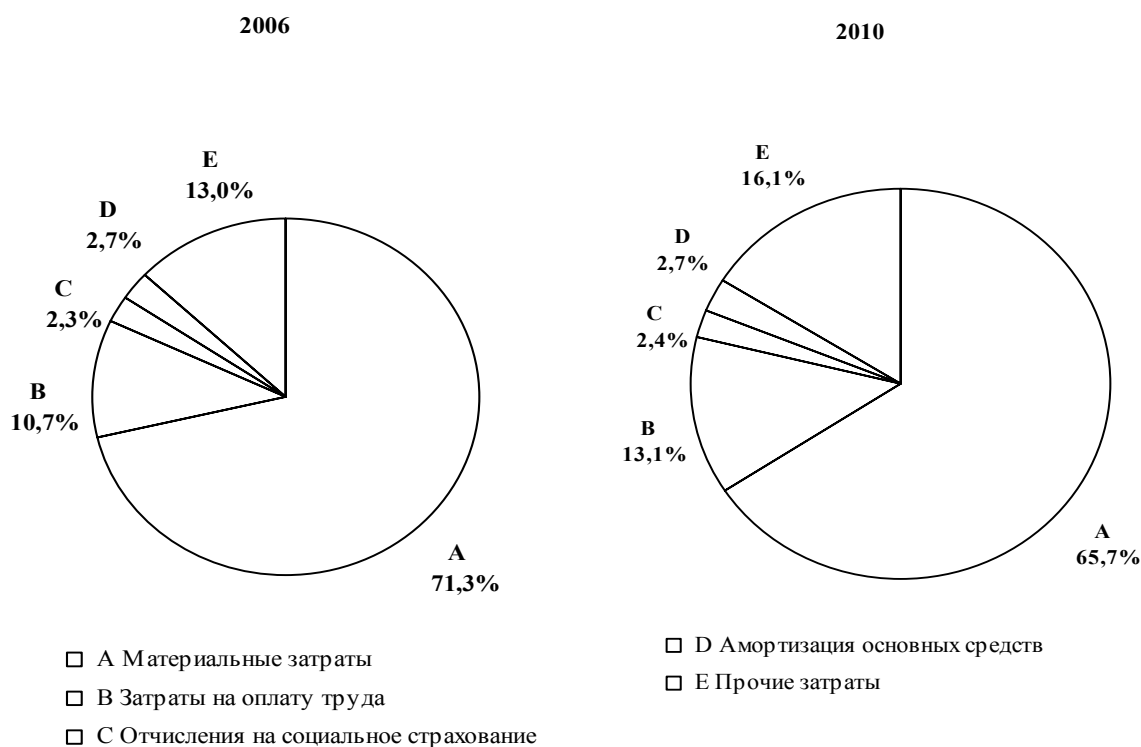 2006
E
13,0%
D
2,7%
C
2,3%
B
10,7%
A
71,3%
2010
E
16,1%
D
2,7%
C
2,4%
B
13,1%
A
65,7%
A Материальные затраты
B Затраты на оплату труда
C Отчисления на социальное страхование
D Амортизация основных средств
E Прочие затраты